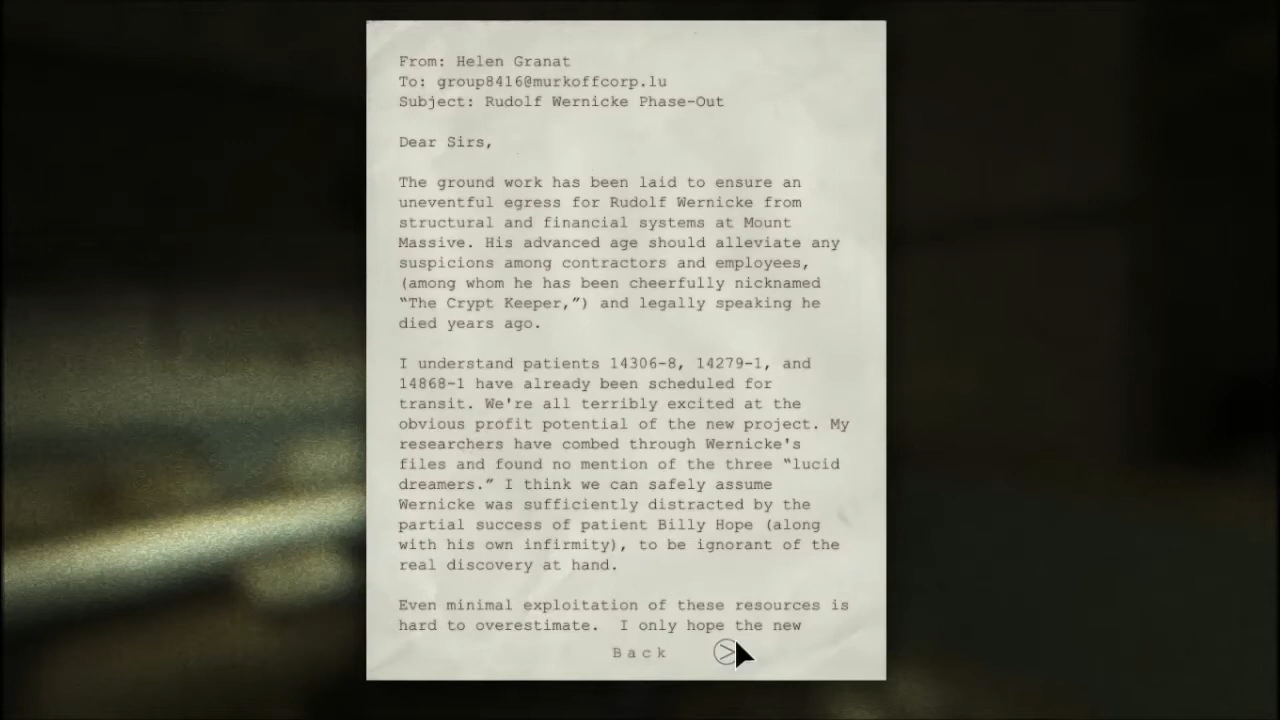 From: Helen Granat
To: group8416@murkoffcorp.lu
Subject: Rudolf Wernicke Phase-Out
Dear Sirs,
The ground work has been laid to ensure an
uneventful egress for Rudolf Wernicke from
structural and financial systems at Mount
Massive. His advanced age should alleviate any
suspicions among contractors and employees,
(among whom he has been cheerfully nicknamed
“The Crypt Keeper,”) and legally speaking he
died years ago.
I understand patients 14306-8, 14279-1, and
14868-1 have already been scheduled for
transit. We're all terribly excited at the
obvious profit potential of the new project. My
researchers have combed through Wernicke's
files and found no mention of the three “lucid
dreamers.” I think we can safely assume
Wernicke was sufficiently distracted by the
partial success of patient Billy Hope (along
with his own infirmity), to be ignorant of the
real discovery at hand.
Even minimal exploitation of these resources is
hard to overestimate.  I only hope the new
Back >